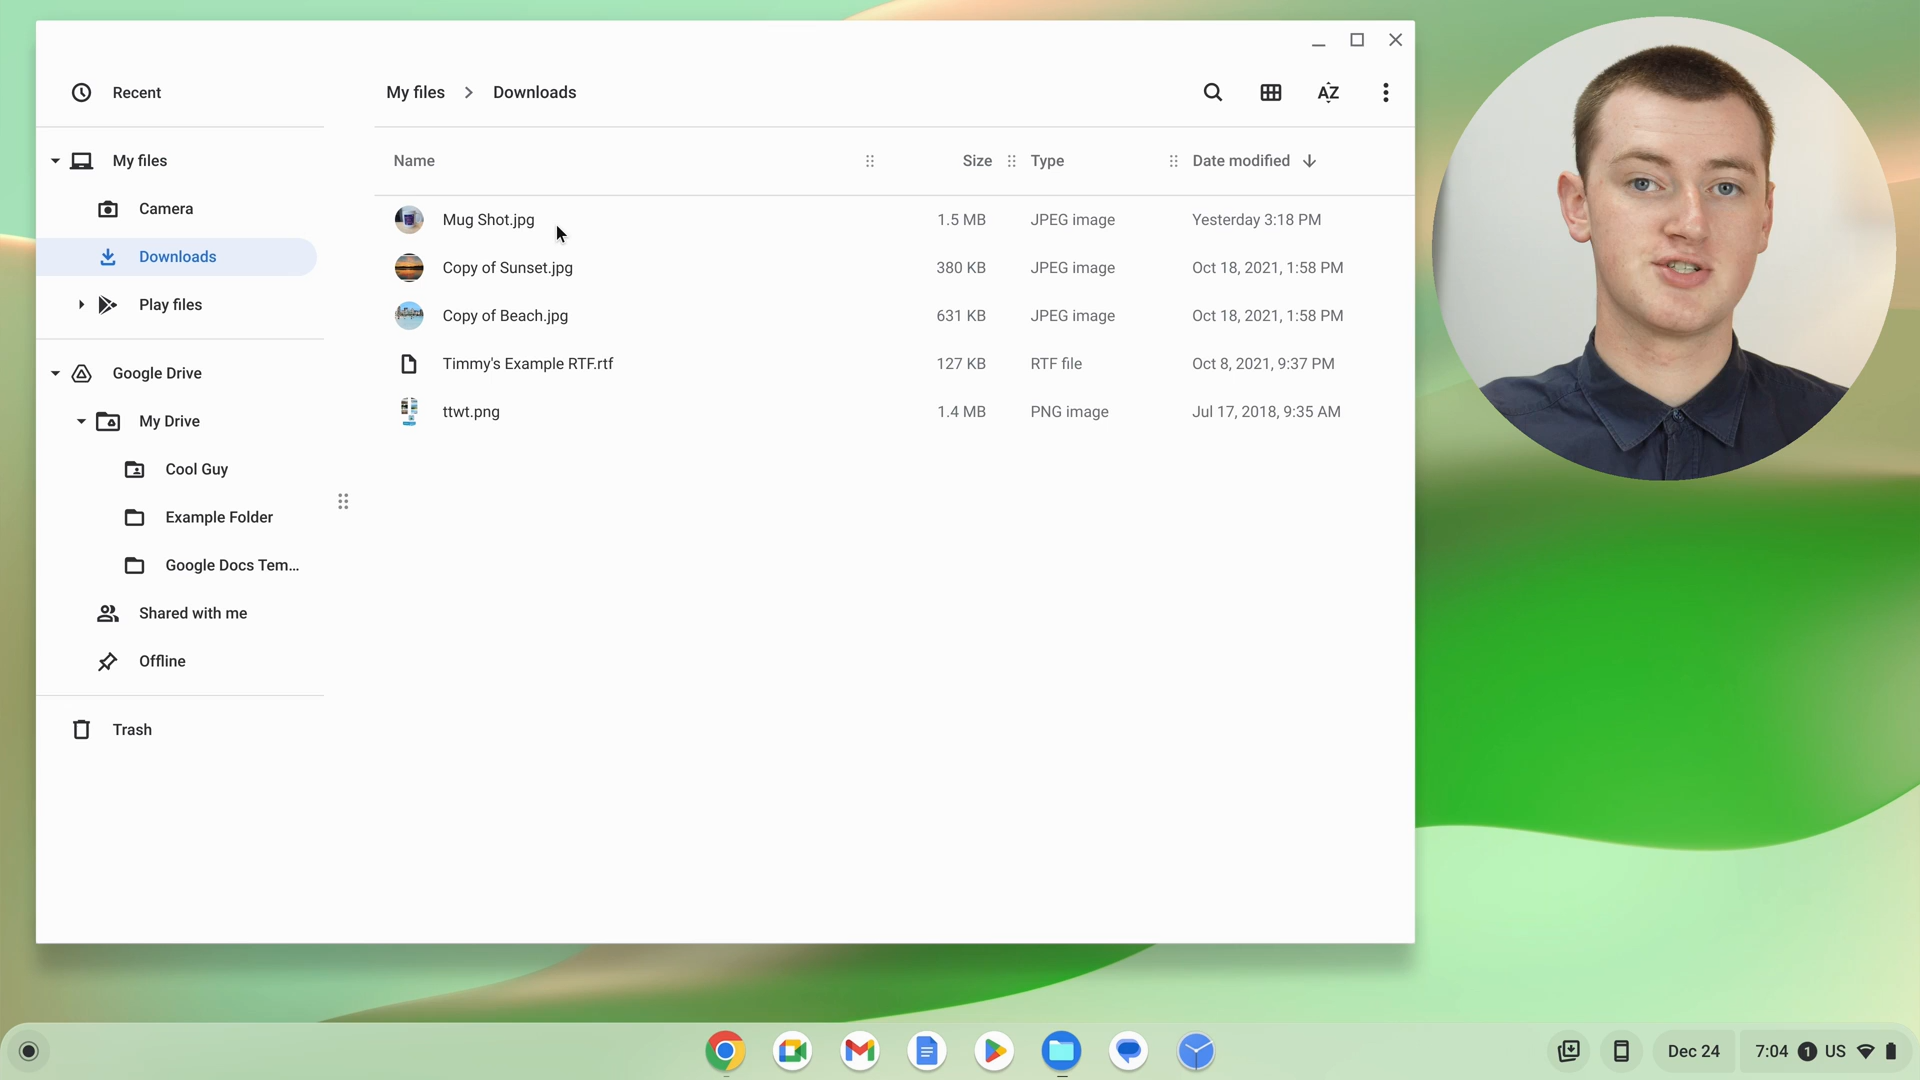 Recent
My files
Camera
Downloads
Play files
Google Drive
My Drive
Cool Guy
Example Folder
Google Docs Tem...
Shared with me
Offline
Trash
My files > Downloads
AZ
Name Size Type Date modified
Mug Shot.jpg 1.5 MB JPEG image Yesterday 3:18 PM
Copy of Sunset.jpg 380 KB JPEG image Oct 18, 2021, 1:58 PM
Copy of Beach.jpg 631 KB JPEG image Oct 18, 2021, 1:58 PM
Timmy's Example RTF.rtf 127 KB RTF file Oct 8, 2021, 9:37 PM
ttwt.png 1.4 MB PNG image Jul 17, 2018, 9:35 AM
Dec 24 7:04 1 US